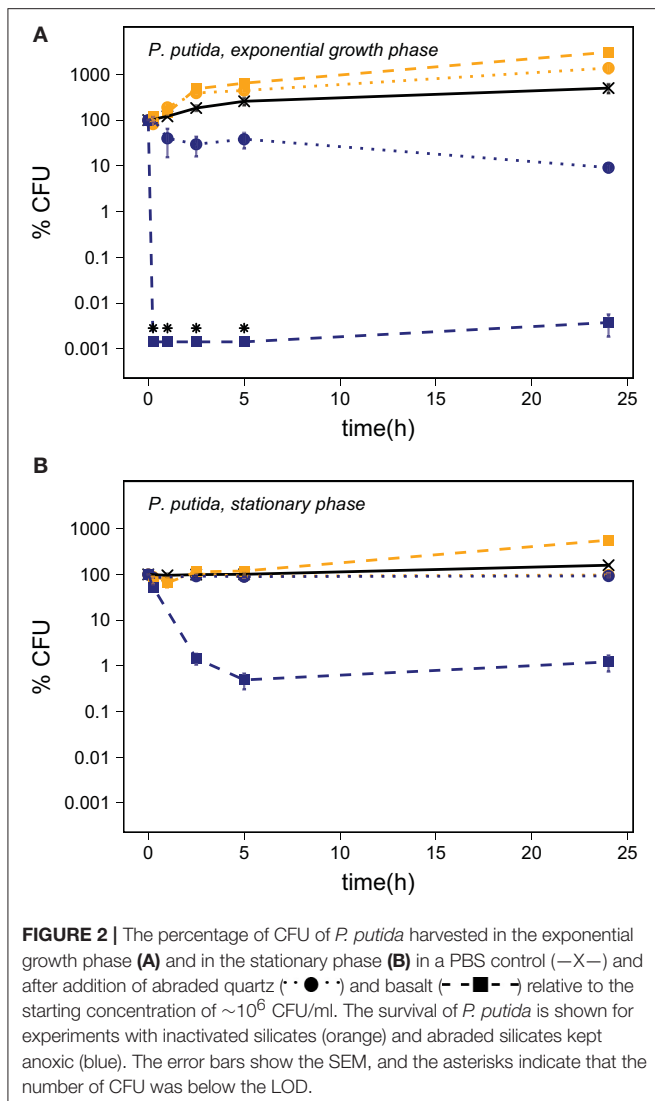 A
P. putida, exponential growth phase
1000
100
10
1
0.1
0.01
0.001
% CFU
* * * *
0 5 10 15 20 25
time(h)
B
P. putida, stationary phase
1000
100
10
1
0.1
0.01
0.001
% CFU
0 5 10 15 20 25
time(h)
FIGURE 2 | The percentage of CFU of P. putida harvested in the exponential
growth phase (A) and in the stationary phase (B) in a PBS control (—X—) and
after addition of abraded quartz (··●··) and basalt (– –■– –) relative to the
starting concentration of ∼10⁶ CFU/ml. The survival of P. putida is shown for
experiments with inactivated silicates (orange) and abraded silicates kept
anoxic (blue). The error bars show the SEM, and the asterisks indicate that the
number of CFU was below the LOD.